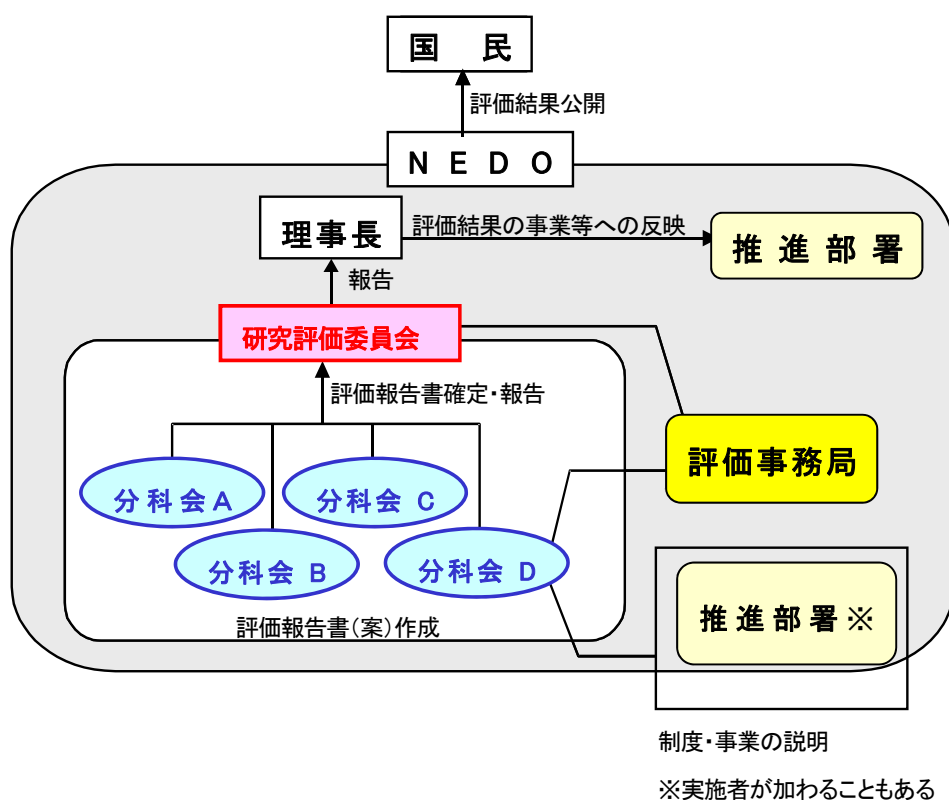 国 民
評価結果公開
NEDO
理事長
評価結果の事業等への反映
推進部署
報告
研究評価委員会
評価報告書確定・報告
評価事務局
分科会A
分科会 C
分科会 B
分科会 D
推進部署※
評価報告書(案)作成
制度・事業の説明
※実施者が加わることもある